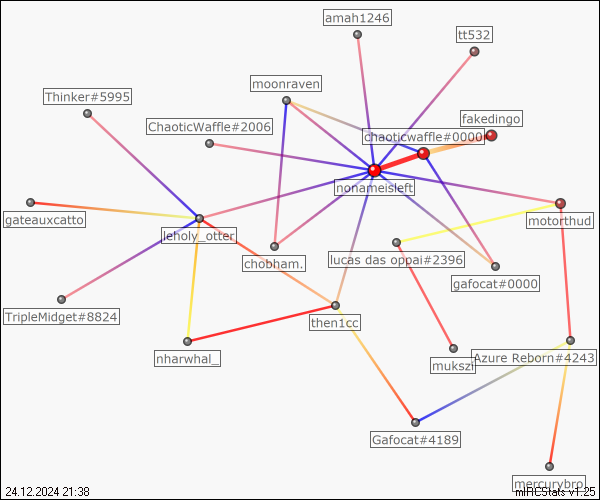 amah1246
tt532
moonraven
Thinker#5995
fakedingo
ChaoticWaffle#2006
chaoticwaffle#0000
nonameisleft
gateauxcatto
motorthud
leholy_otter
chobham.
lucas das oppai#2396
gafocat#0000
TripleMidget#8824
then1cc
nharwhal_
mukszi
Azure Reborn#4243
Gafocat#4189
mercurybro
24.12.2024 21:38
mIRCStats v1.25